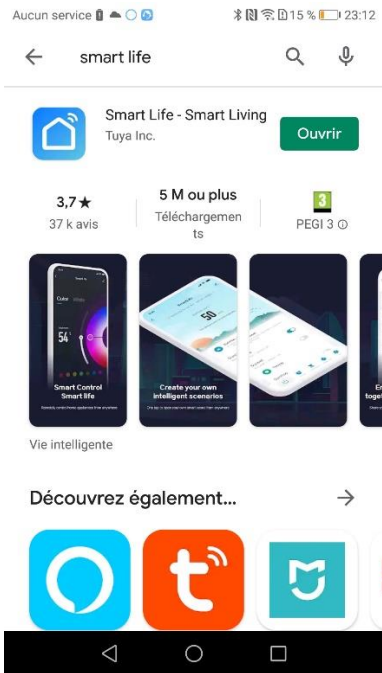 Aucun service 15 % 23:12
smart life
Smart Life - Smart Living
Tuya Inc.
Ouvrir
3,7★
37 k avis
5 M ou plus
Téléchargemen
ts
3
PEGI 3
Color
54
Smart Control
Smart life
50
Create your own
intelligent scenarios
Vie intelligente
Découvrez également...